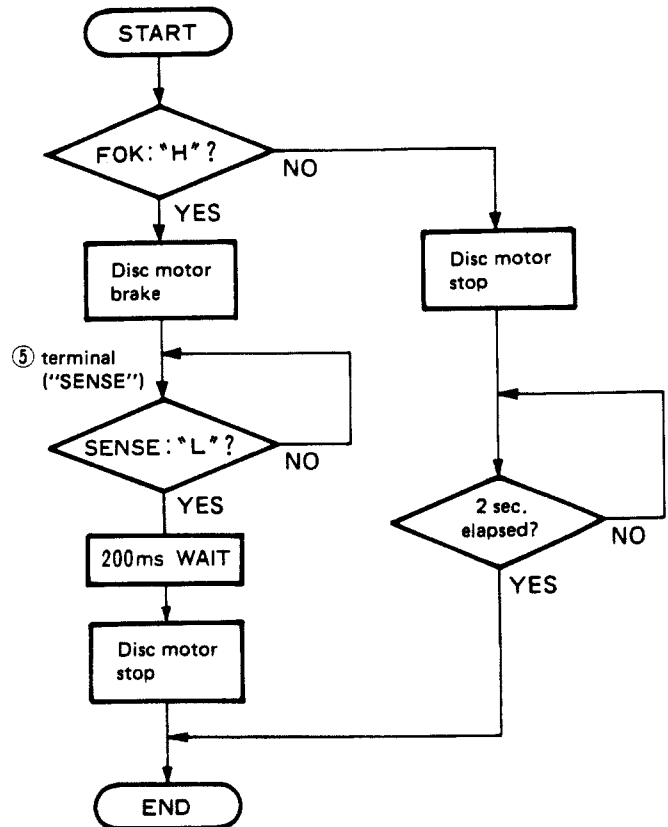 START
FOK: "H"?
NO
YES
Disc motor
brake
Disc motor
stop
⑤ terminal
("SENSE")
SENSE: "L"?
NO
YES
2 sec.
elapsed?
NO
YES
200ms WAIT
Disc motor
stop
END